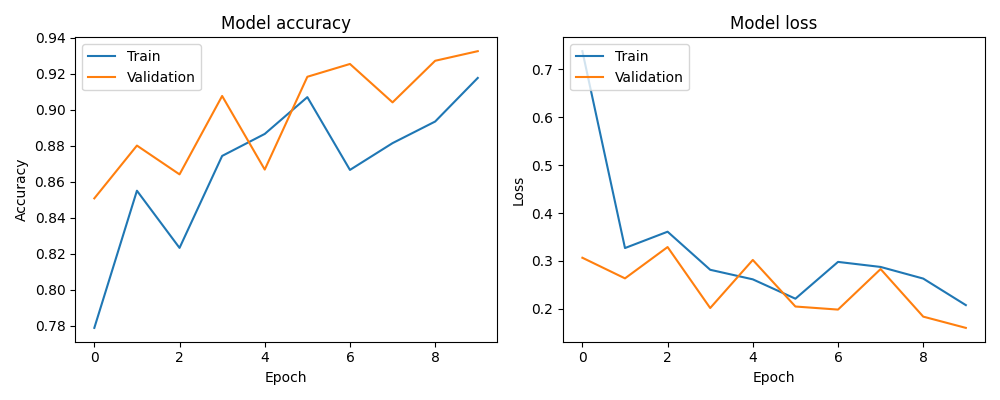 Model accuracy
Train
Validation
0.94
0.92
0.90
0.88
0.86
0.84
0.82
0.80
0.78
Accuracy
0 2 4 6 8
Epoch
Model loss
Train
Validation
0.7
0.6
0.5
0.4
0.3
0.2
Loss
0 2 4 6 8
Epoch